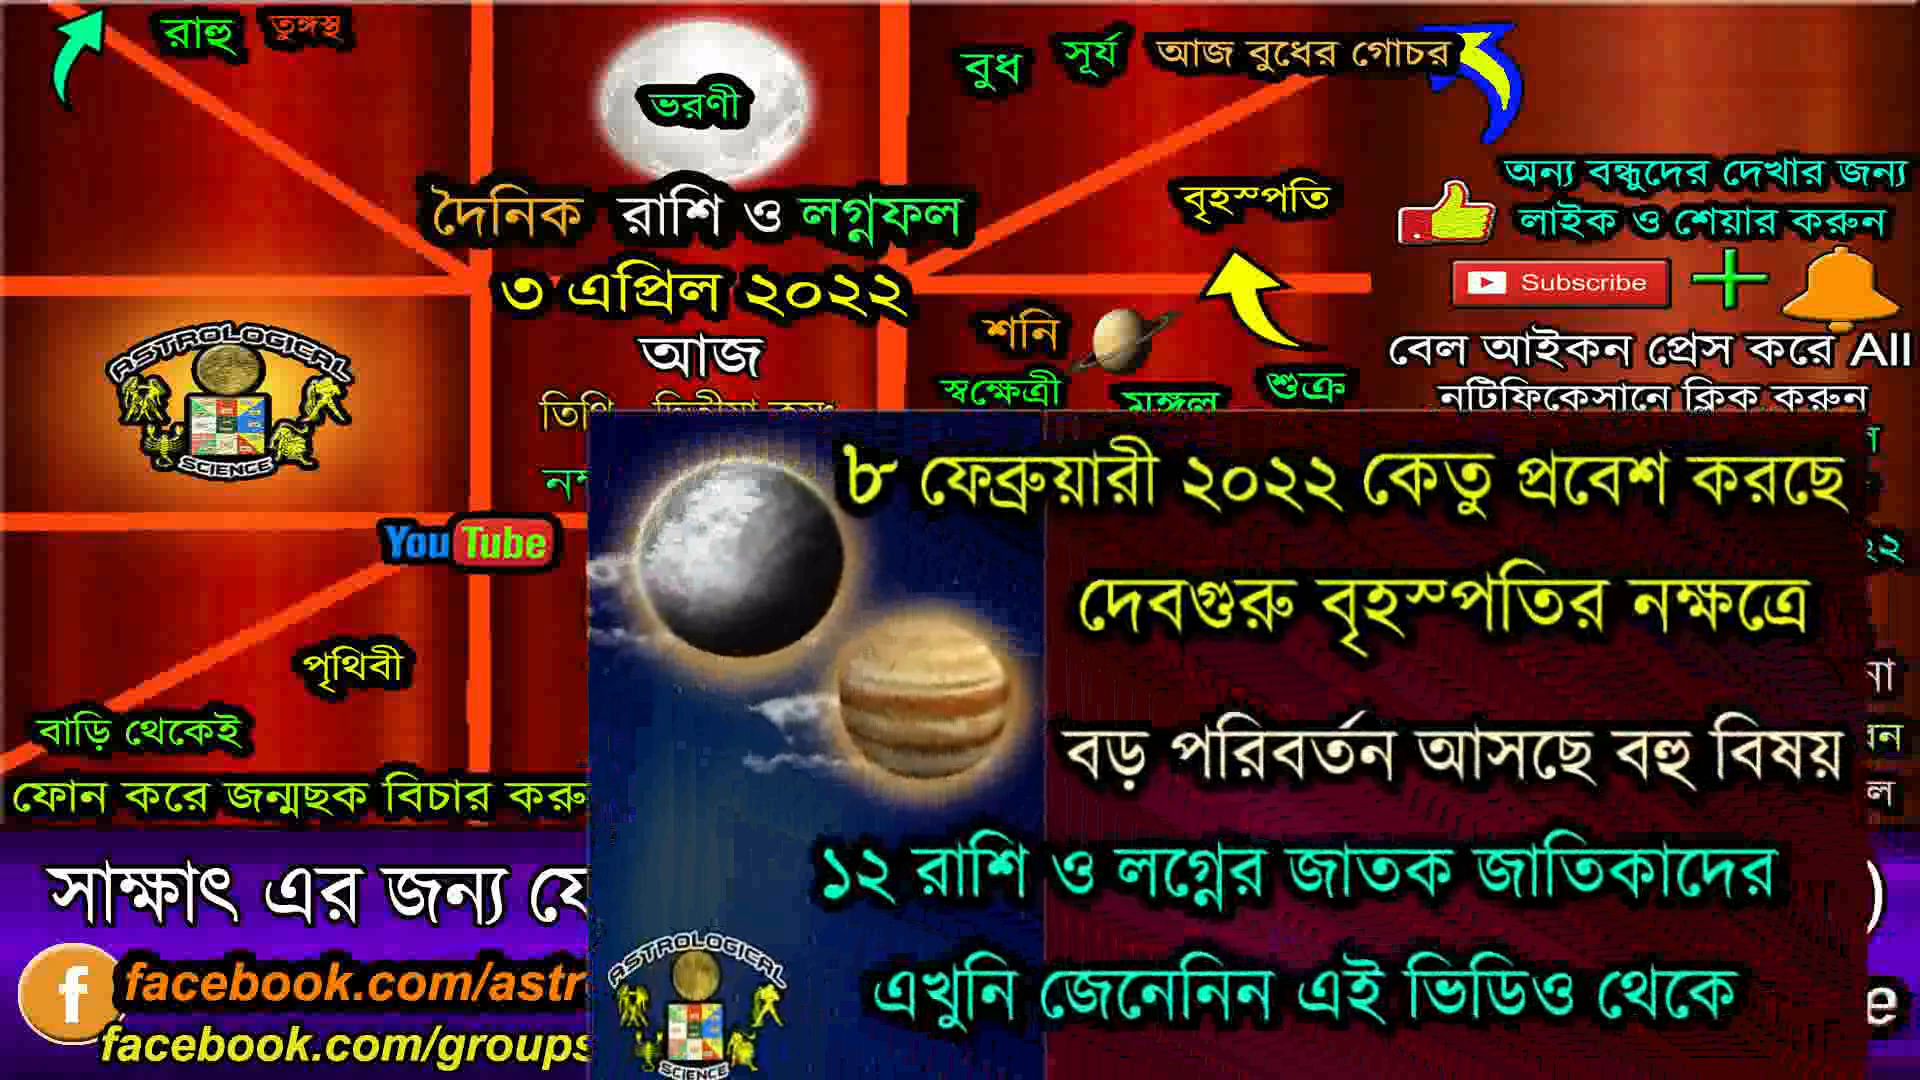 রাহু তুঙ্গস্থ
ভরণী
বুধ সূর্য আজ বুধের গোচর
দৈনিক রাশি ও লগ্নফল
৩ এপ্রিল ২০২২
আজ
তিথি
বৃহস্পতি
শনি
স্বক্ষেত্রী
মঙ্গল
শুক্র
অন্য বন্ধুদের দেখার জন্য
লাইক ও শেয়ার করুন
Subscribe
বেল আইকন প্রেস করে All
নটিফিকেসানে ক্লিক করুন
ASTROLOGICAL
SCIENCE
YouTube
পৃথিবী
বাড়ি থেকেই
ফোন করে জন্মছক বিচার
সাক্ষাৎ এর জন্য
facebook.com/astr
facebook.com/groups
৮ ফেব্রুয়ারী ২০২২ কেতু প্রবেশ করছে
দেবগুরু বৃহস্পতির নক্ষত্রে
বড় পরিবর্তন আসছে বহু বিষয়
১২ রাশি ও লগ্নের জাতক জাতিকাদের
এখুনি জেনেনিন এই ভিডিও থেকে
ASTROLOGICAL
SCIENCE